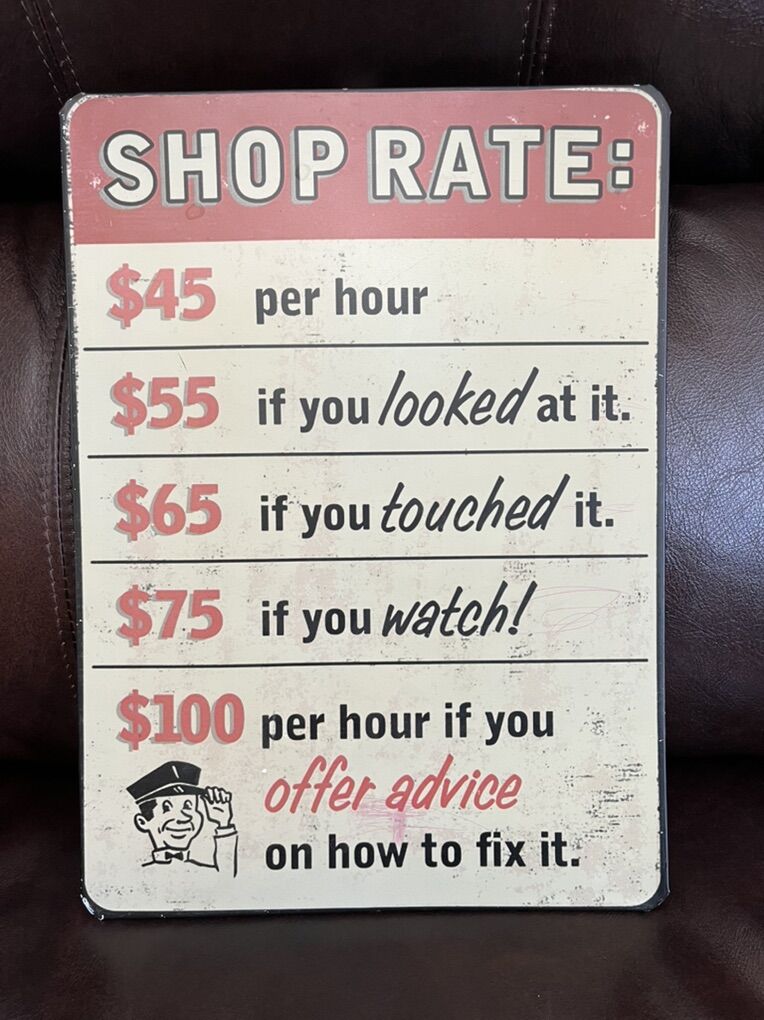 SHOP RATE:
$45 per hour
$55 if you looked at it.
$65 if you touched it.
$75 if you watch!
$100 per hour if you
offer advice
on how to fix it.